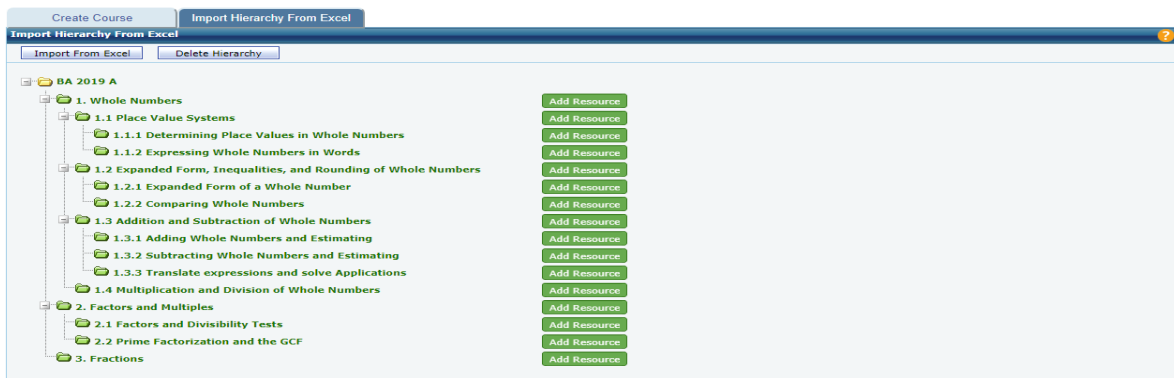 Create Course Import Hierarchy From Excel
Import Hierarchy From Excel ?
Import From Excel Delete Hierarchy
BA 2019 A
1. Whole Numbers Add Resource
1.1 Place Value Systems Add Resource
1.1.1 Determining Place Values in Whole Numbers Add Resource
1.1.2 Expressing Whole Numbers in Words Add Resource
1.2 Expanded Form, Inequalities, and Rounding of Whole Numbers Add Resource
1.2.1 Expanded Form of a Whole Number Add Resource
1.2.2 Comparing Whole Numbers Add Resource
1.3 Addition and Subtraction of Whole Numbers Add Resource
1.3.1 Adding Whole Numbers and Estimating Add Resource
1.3.2 Subtracting Whole Numbers and Estimating Add Resource
1.3.3 Translate expressions and solve Applications Add Resource
1.4 Multiplication and Division of Whole Numbers Add Resource
2. Factors and Multiples Add Resource
2.1 Factors and Divisibility Tests Add Resource
2.2 Prime Factorization and the GCF Add Resource
3. Fractions Add Resource